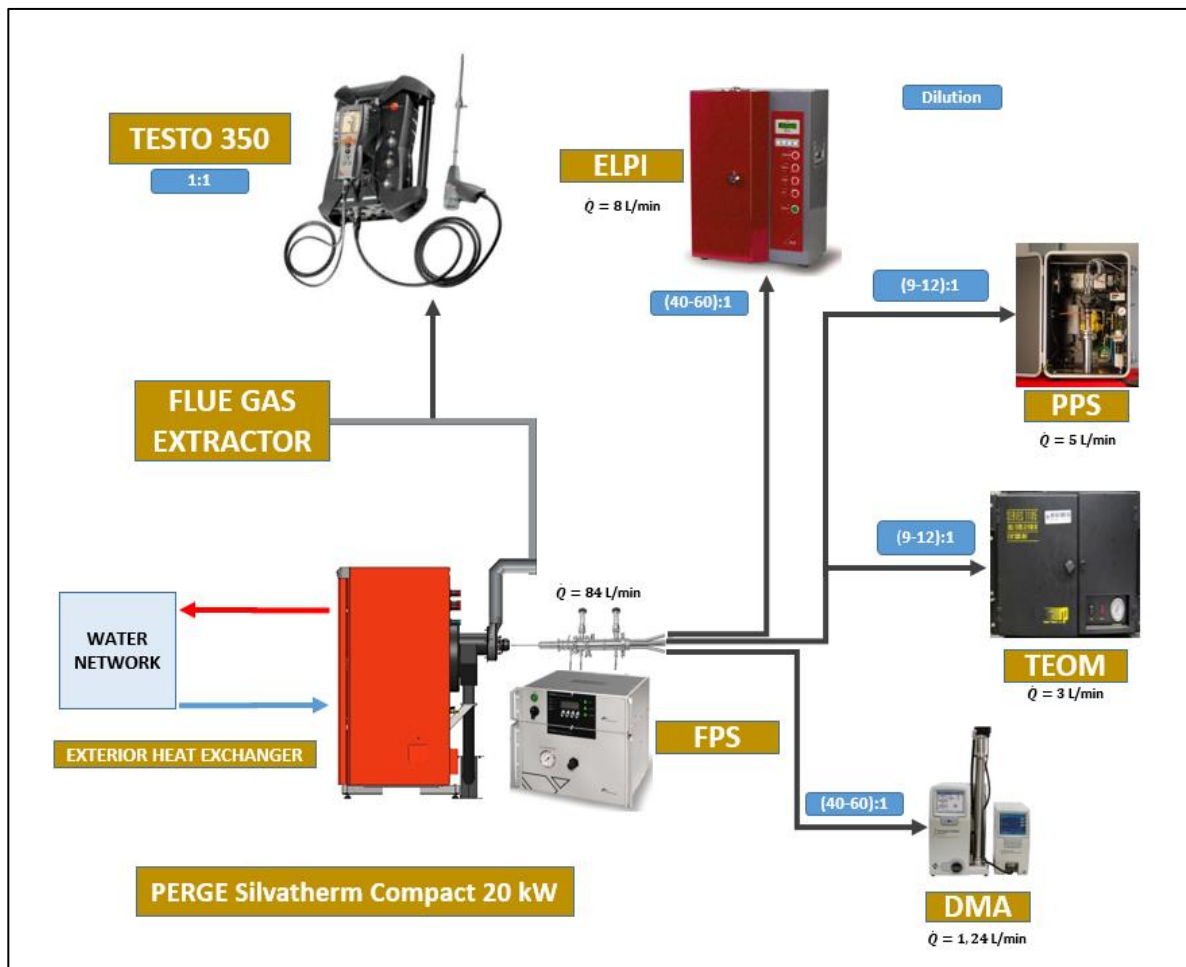 TESTO 350
1:1
ELPI
Q̇ = 8 L/min
Dilution
(40-60):1
(9-12):1
PPS
Q̇ = 5 L/min
FLUE GAS
EXTRACTOR
(9-12):1
TEOM
Q̇ = 3 L/min
Q̇ = 84 L/min
WATER
NETWORK
EXTERIOR HEAT EXCHANGER
FPS
(40-60):1
DMA
Q̇ = 1, 24 L/min
PERGE Silvatherm Compact 20 kW